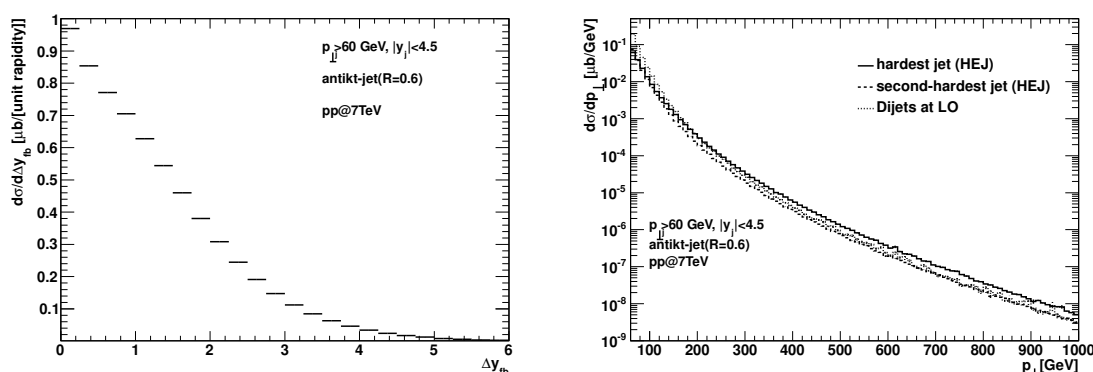 dσ/dΔy_fb [μb/[unit rapidity]]
1
0.9
0.8
0.7
0.6
0.5
0.4
0.3
0.2
0.1
p_⊥j>60 GeV, |y_j|<4.5
antikt-jet(R=0.6)
pp@7TeV
0 1 2 3 4 5 6
Δy_fb
dσ/dp_⊥ [μb/GeV]
10^-1
10^-2
10^-3
10^-4
10^-5
10^-6
10^-7
10^-8
10^-9
hardest jet (HEJ)
second-hardest jet (HEJ)
Dijets at LO
p_⊥j>60 GeV, |y_j|<4.5
antikt-jet(R=0.6)
pp@7TeV
100 200 300 400 500 600 700 800 900 1000
p_⊥ [GeV]